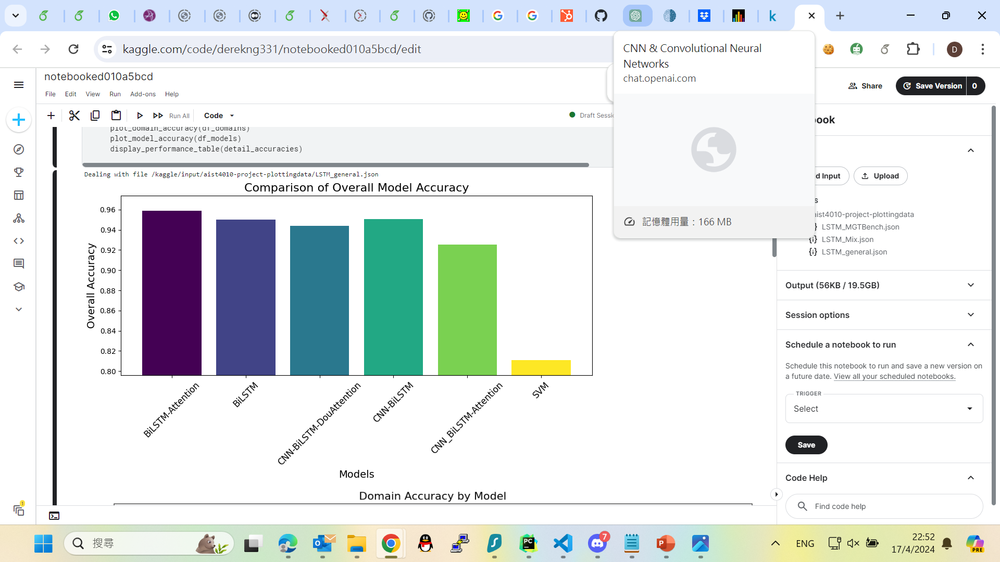 kaggle.com/code/derekng331/notebooked010a5bcd/edit
D
CNN & Convolutional Neural
Networks
chat.openai.com
記憶體用量：166 MB
notebooked010a5bcd
File Edit View Run Add-ons Help
Share
Save Version 0
Run All
Code
Draft Sessi
ook
plot_domain_accuracy(df_domains)
plot_model_accuracy(df_models)
display_performance_table(detail_accuracies)
Dealing with file /kaggle/input/aist4010-project-plottingdata/LSTM_general.json
Comparison of Overall Model Accuracy
Overall Accuracy
0.96
0.94
0.92
0.90
0.88
0.86
0.84
0.82
0.80
BiLSTM-Attention
BiLSTM
CNN-BiLSTM-DouAttention
CNN-BiLSTM
CNN_BiLSTM-Attention
SVM
Models
Domain Accuracy by Model
d Input
Upload
s
aist4010-project-plottingdata
LSTM_MGTBench.json
LSTM_Mix.json
LSTM_general.json
Output (56KB / 19.5GB)
Session options
Schedule a notebook to run
Schedule this notebook to run and save a new version on
a future date. View all your scheduled notebooks.
TRIGGER
Select
Save
Code Help
Find code help
1
搜尋
7
ENG
22:52
17/4/2024
PRE